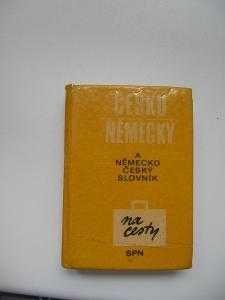 ČESKO
NĚMECKÝ
A
NĚMECKO
ČESKÝ
SLOVNÍK
na
cesty
SPN